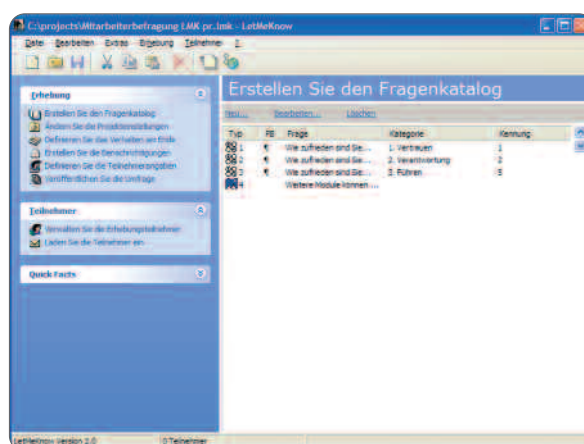 C:\projects\Mitarbeiterbefragung LMK pr.lmk - LetMeKnow
Datei Bearbeiten Extras Erhebung Teilnehmer ?
Erhebung
Erstellen Sie den Fragenkatalog
Ändern Sie die Projekteinstellungen
Definieren Sie das Verhalten am Ende
Erstellen Sie die Benachrichtigungen
Definieren Sie die Teilnehmerangaben
Veröffentlichen Sie die Umfrage
Teilnehmer
Verwalten Sie die Erhebungsteilnehmer
Laden Sie die Teilnehmer ein
Quick Facts
Erstellen Sie den Fragenkatalog
Neu... Bearbeiten... Löschen
Typ PB Frage Kategorie Kennung
1 ¶ Wie zufrieden sind Sie... 1. Vertrauen 1
2 ¶ Wie zufrieden sind Sie... 2. Verantwortung 2
3 ¶ Wie zufrieden sind Sie... 3. Führen
4 Weitere Module können ...
LetMeKnow Version 2.0 0 Teilnehmer